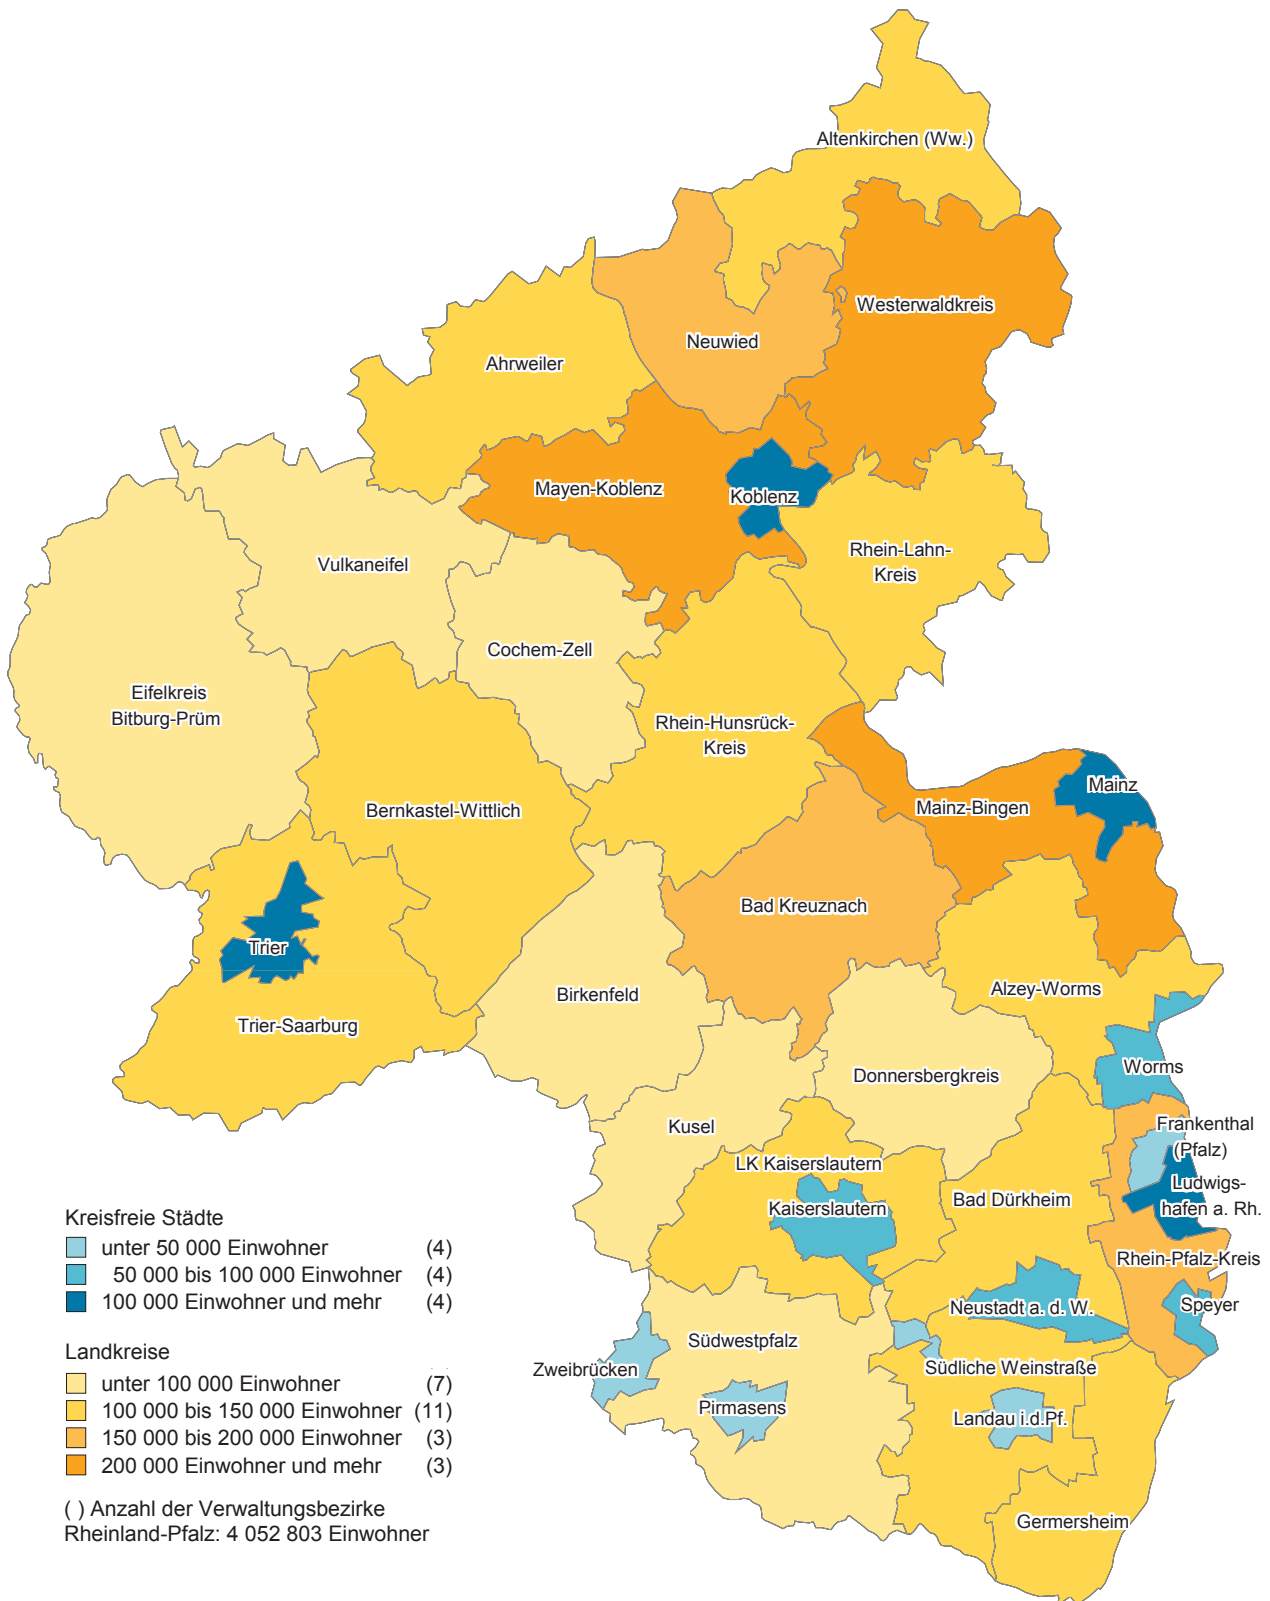 Altenkirchen (Ww.)
Westerwaldkreis
Neuwied
Ahrweiler
Mayen-Koblenz
Koblenz
Rhein-Lahn-
Kreis
Vulkaneifel
Cochem-Zell
Eifelkreis
Bitburg-Prüm
Rhein-Hunsrück-
Kreis
Mainz
Mainz-Bingen
Bernkastel-Wittlich
Bad Kreuznach
Trier
Birkenfeld
Alzey-Worms
Trier-Saarburg
Worms
Donnersbergkreis
Kusel
Frankenthal
(Pfalz)
LK Kaiserslautern
Ludwigs-
hafen a. Rh.
Bad Dürkheim
Kaiserslautern
Rhein-Pfalz-Kreis
Neustadt a. d. W.
Speyer
Südwestpfalz
Zweibrücken
Südliche Weinstraße
Pirmasens
Landau i.d.Pf.
Germersheim
Kreisfreie Städte
unter 50 000 Einwohner (4)
50 000 bis 100 000 Einwohner (4)
100 000 Einwohner und mehr (4)
Landkreise
unter 100 000 Einwohner (7)
100 000 bis 150 000 Einwohner (11)
150 000 bis 200 000 Einwohner (3)
200 000 Einwohner und mehr (3)
( ) Anzahl der Verwaltungsbezirke
Rheinland-Pfalz: 4 052 803 Einwohner